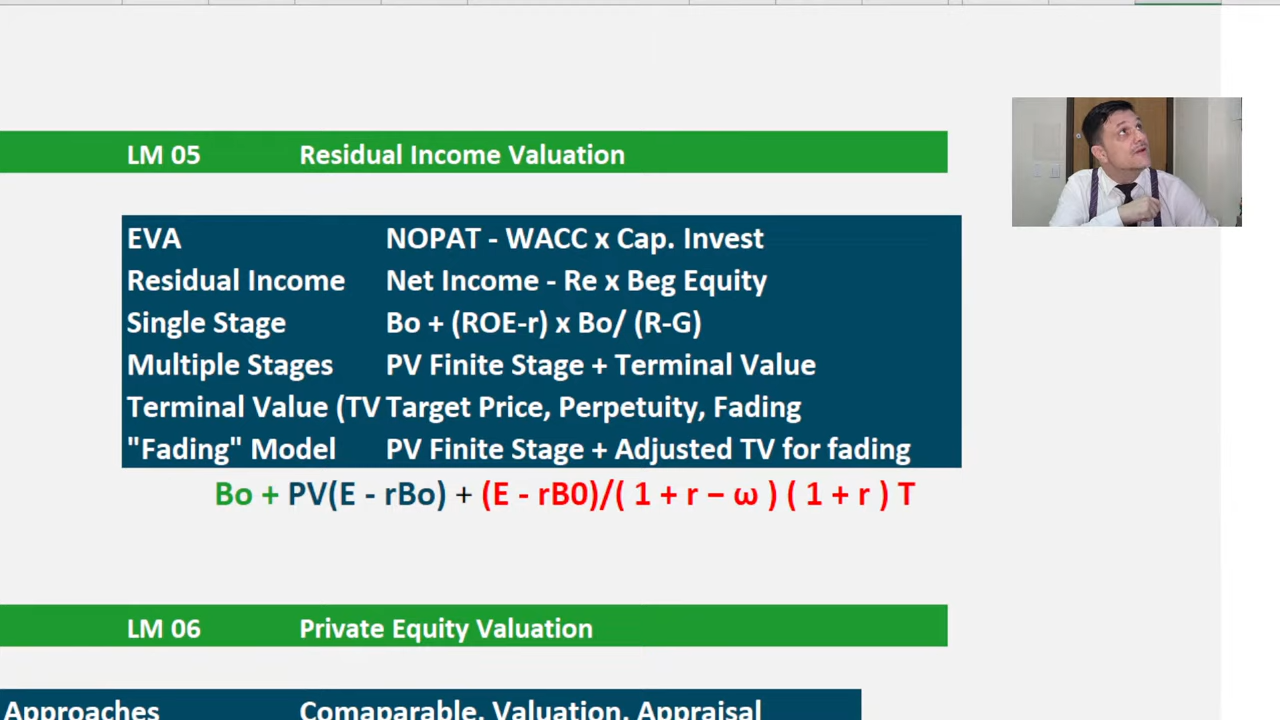 LM 05 Residual Income Valuation
EVA NOPAT - WACC x Cap. Invest
Residual Income Net Income - Re x Beg Equity
Single Stage Bo + (ROE-r) x Bo/ (R-G)
Multiple Stages PV Finite Stage + Terminal Value
Terminal Value (TV Target Price, Perpetuity, Fading
"Fading" Model PV Finite Stage + Adjusted TV for fading
Bo + PV(E - rBo) + (E - rB0)/( 1 + r − ω ) ( 1 + r ) T
LM 06 Private Equity Valuation
Approaches Comaparable, Valuation, Appraisal